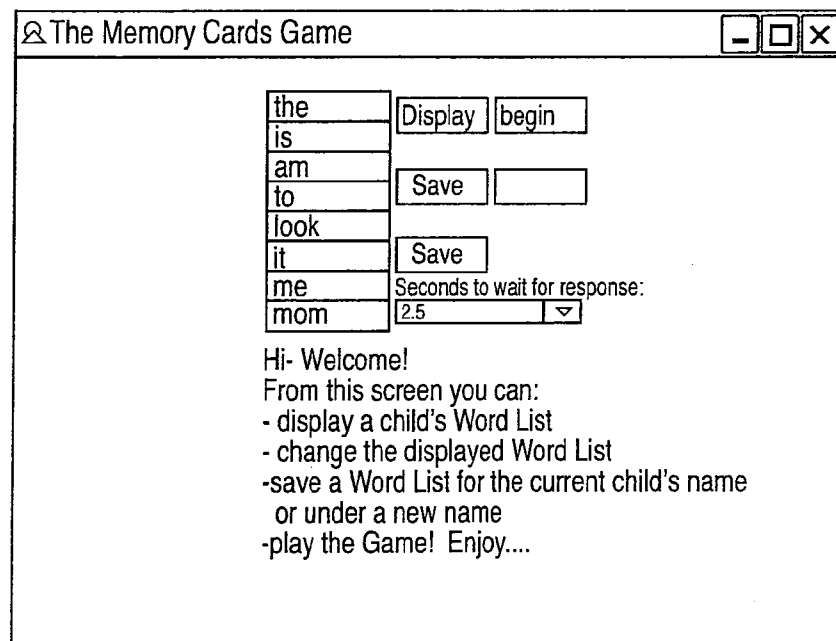 The Memory Cards Game
the
is
am
to
look
it
me
mom
Display
begin
Save
Save
Seconds to wait for response:
2.5
Hi- Welcome!
From this screen you can:
- display a child's Word List
- change the displayed Word List
-save a Word List for the current child's name
or under a new name
-play the Game! Enjoy....